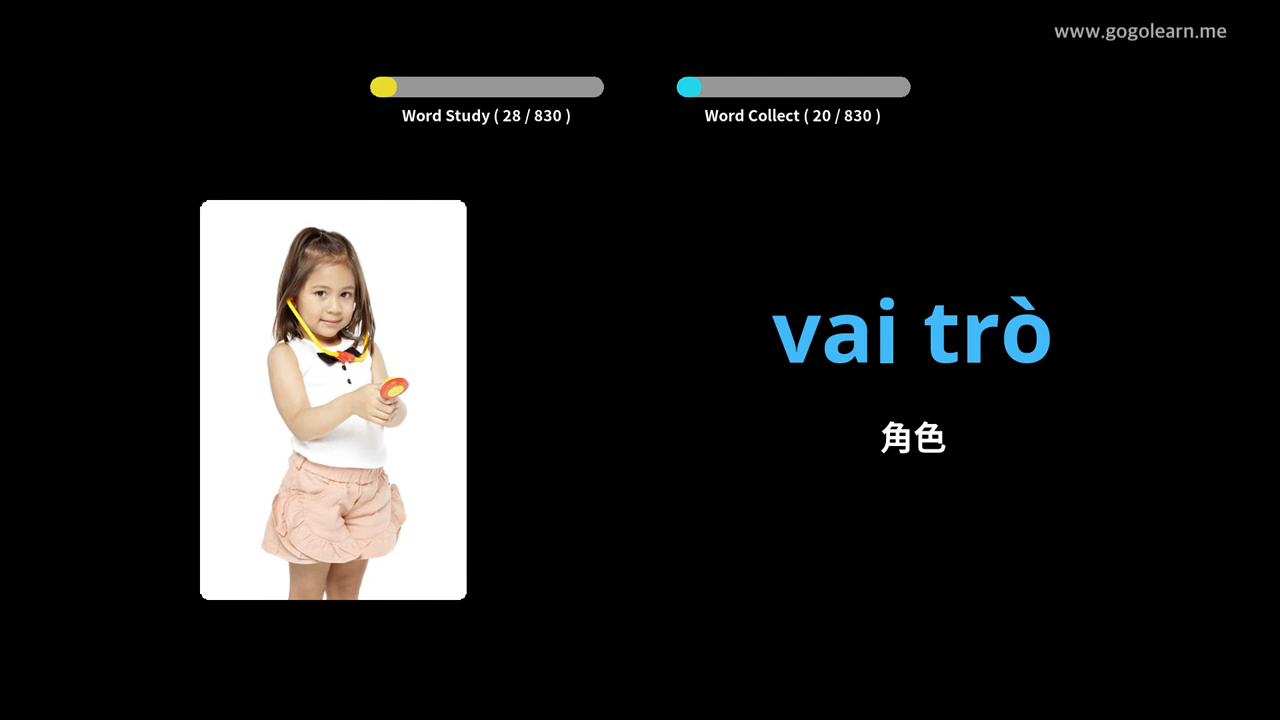 www.gogolearn.me
Word Study ( 28 / 830 )
Word Collect ( 20 / 830 )
vai trò
角色